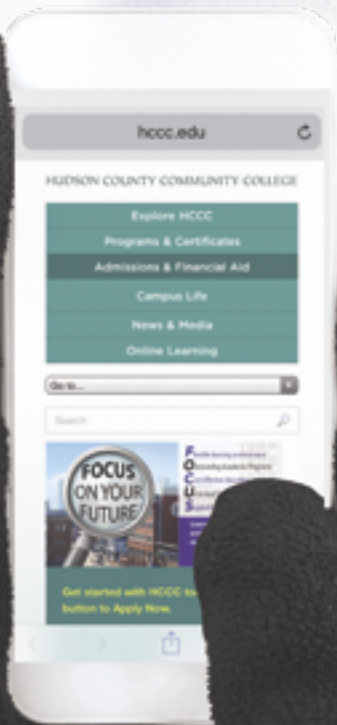 hccc.edu
HUDSON COUNTY COMMUNITY COLLEGE
Explore HCCC
Programs & Certificates
Admissions & Financial Aid
Campus Life
News & Media
Online Learning
Go to...
Search
FOCUS
ON YOUR
FUTURE
FOCUS
Get started with HCCC
button to Apply Now.